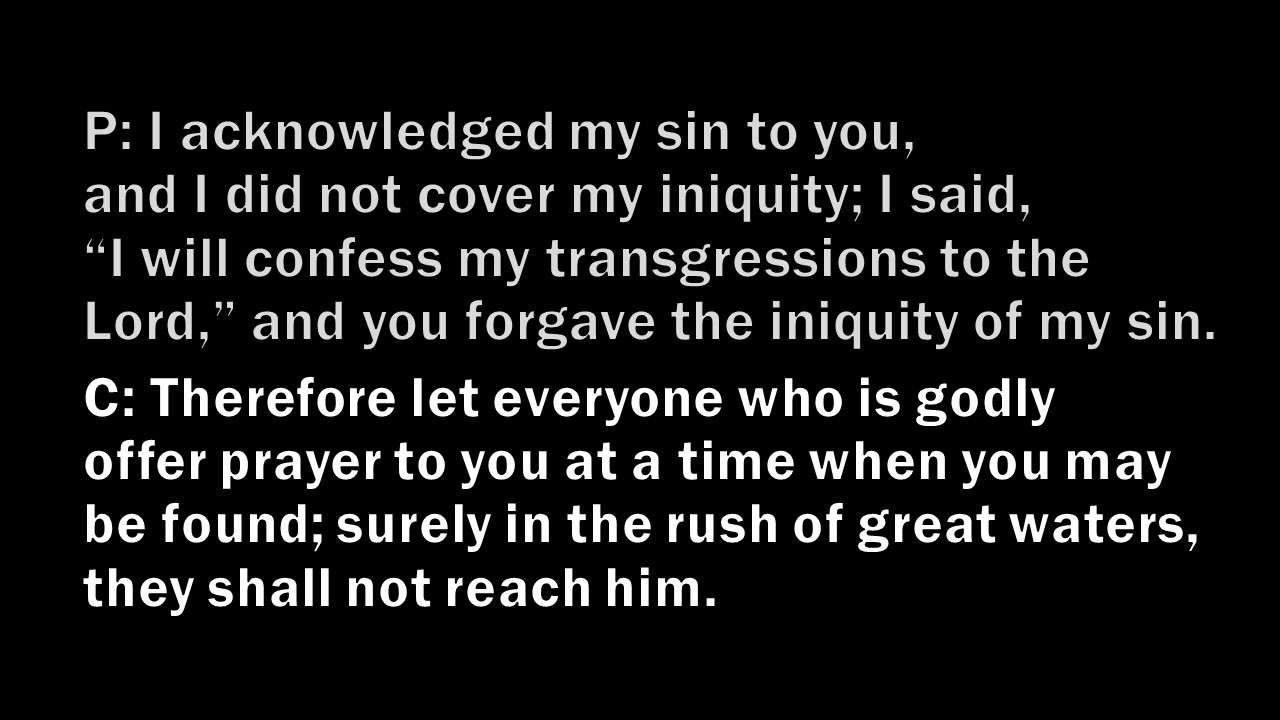 P: I acknowledged my sin to you,
and I did not cover my iniquity; I said,
“I will confess my transgressions to the
Lord,” and you forgave the iniquity of my sin.
C: Therefore let everyone who is godly
offer prayer to you at a time when you may
be found; surely in the rush of great waters,
they shall not reach him.